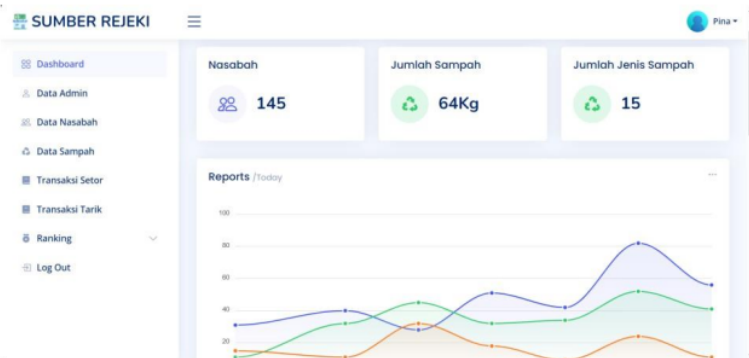 SUMBER REJEKI
Pina
Dashboard
Data Admin
Data Nasabah
Data Sampah
Transaksi Setor
Transaksi Tarik
Ranking
Log Out
Nasabah
145
Jumlah Sampah
64Kg
Jumlah Jenis Sampah
15
Reports /Today
...
100
80
60
40
20